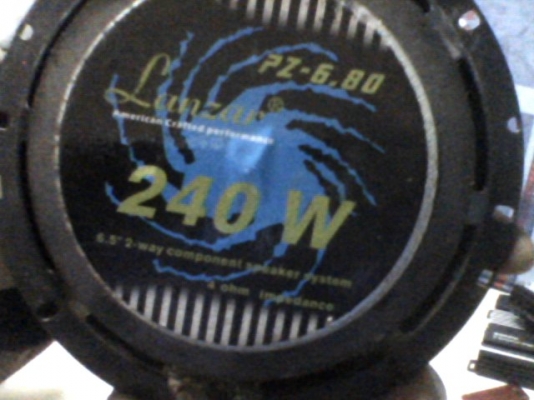 PZ-6.80
Lanzar®
American Crafted performance
240 W
6.5" 2-way component speaker system
4 ohm impedance